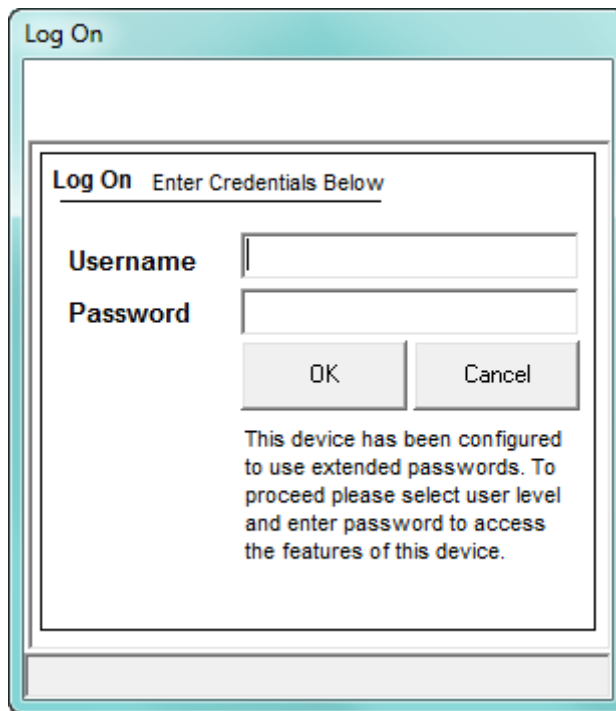 Log On
Log On Enter Credentials Below
Username
Password
OK Cancel
This device has been configured
to use extended passwords. To
proceed please select user level
and enter password to access
the features of this device.